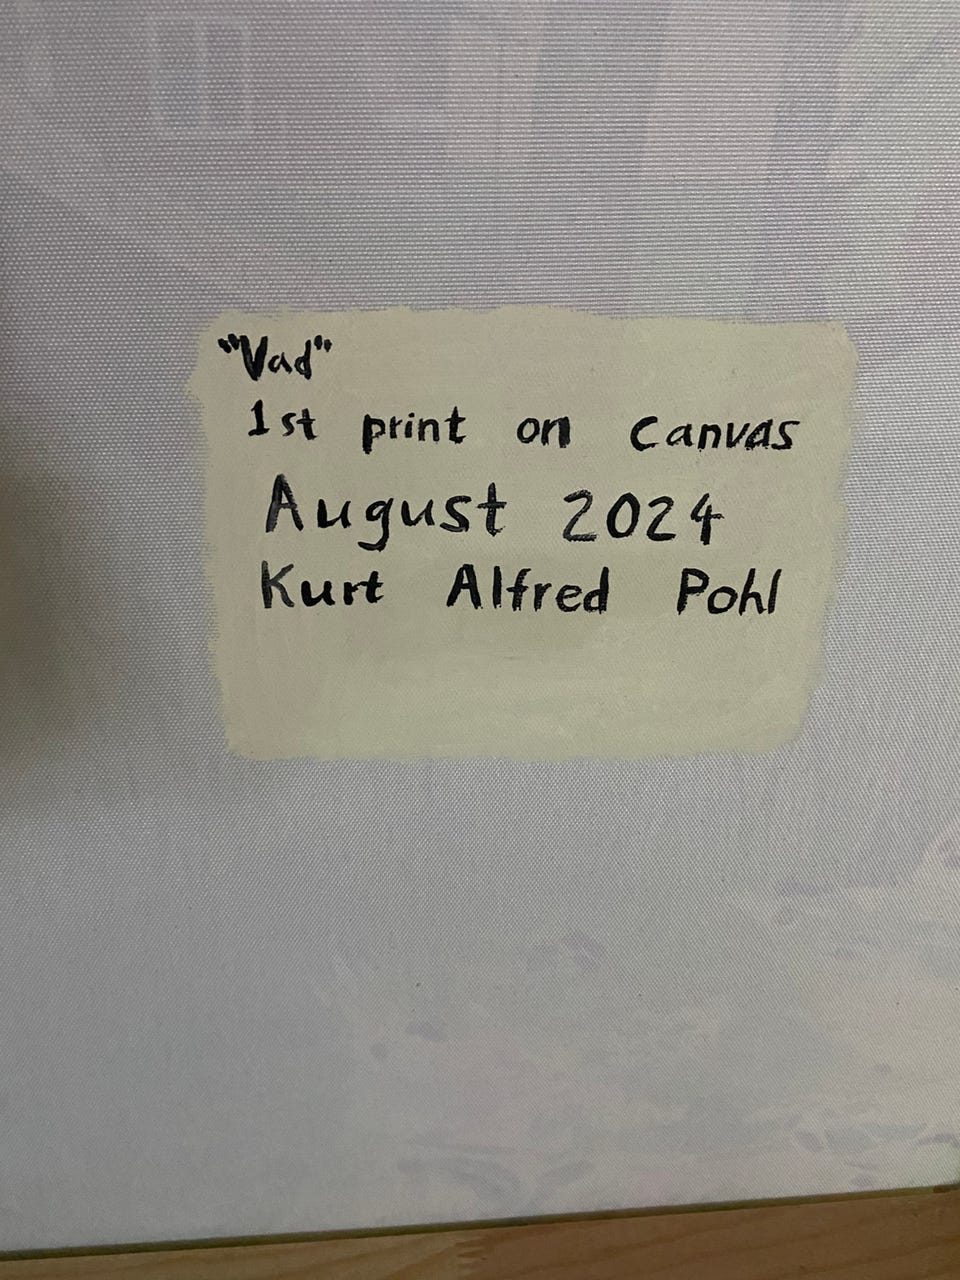 "Vad"
1st print on Canvas
August 2024
Kurt Alfred Pohl